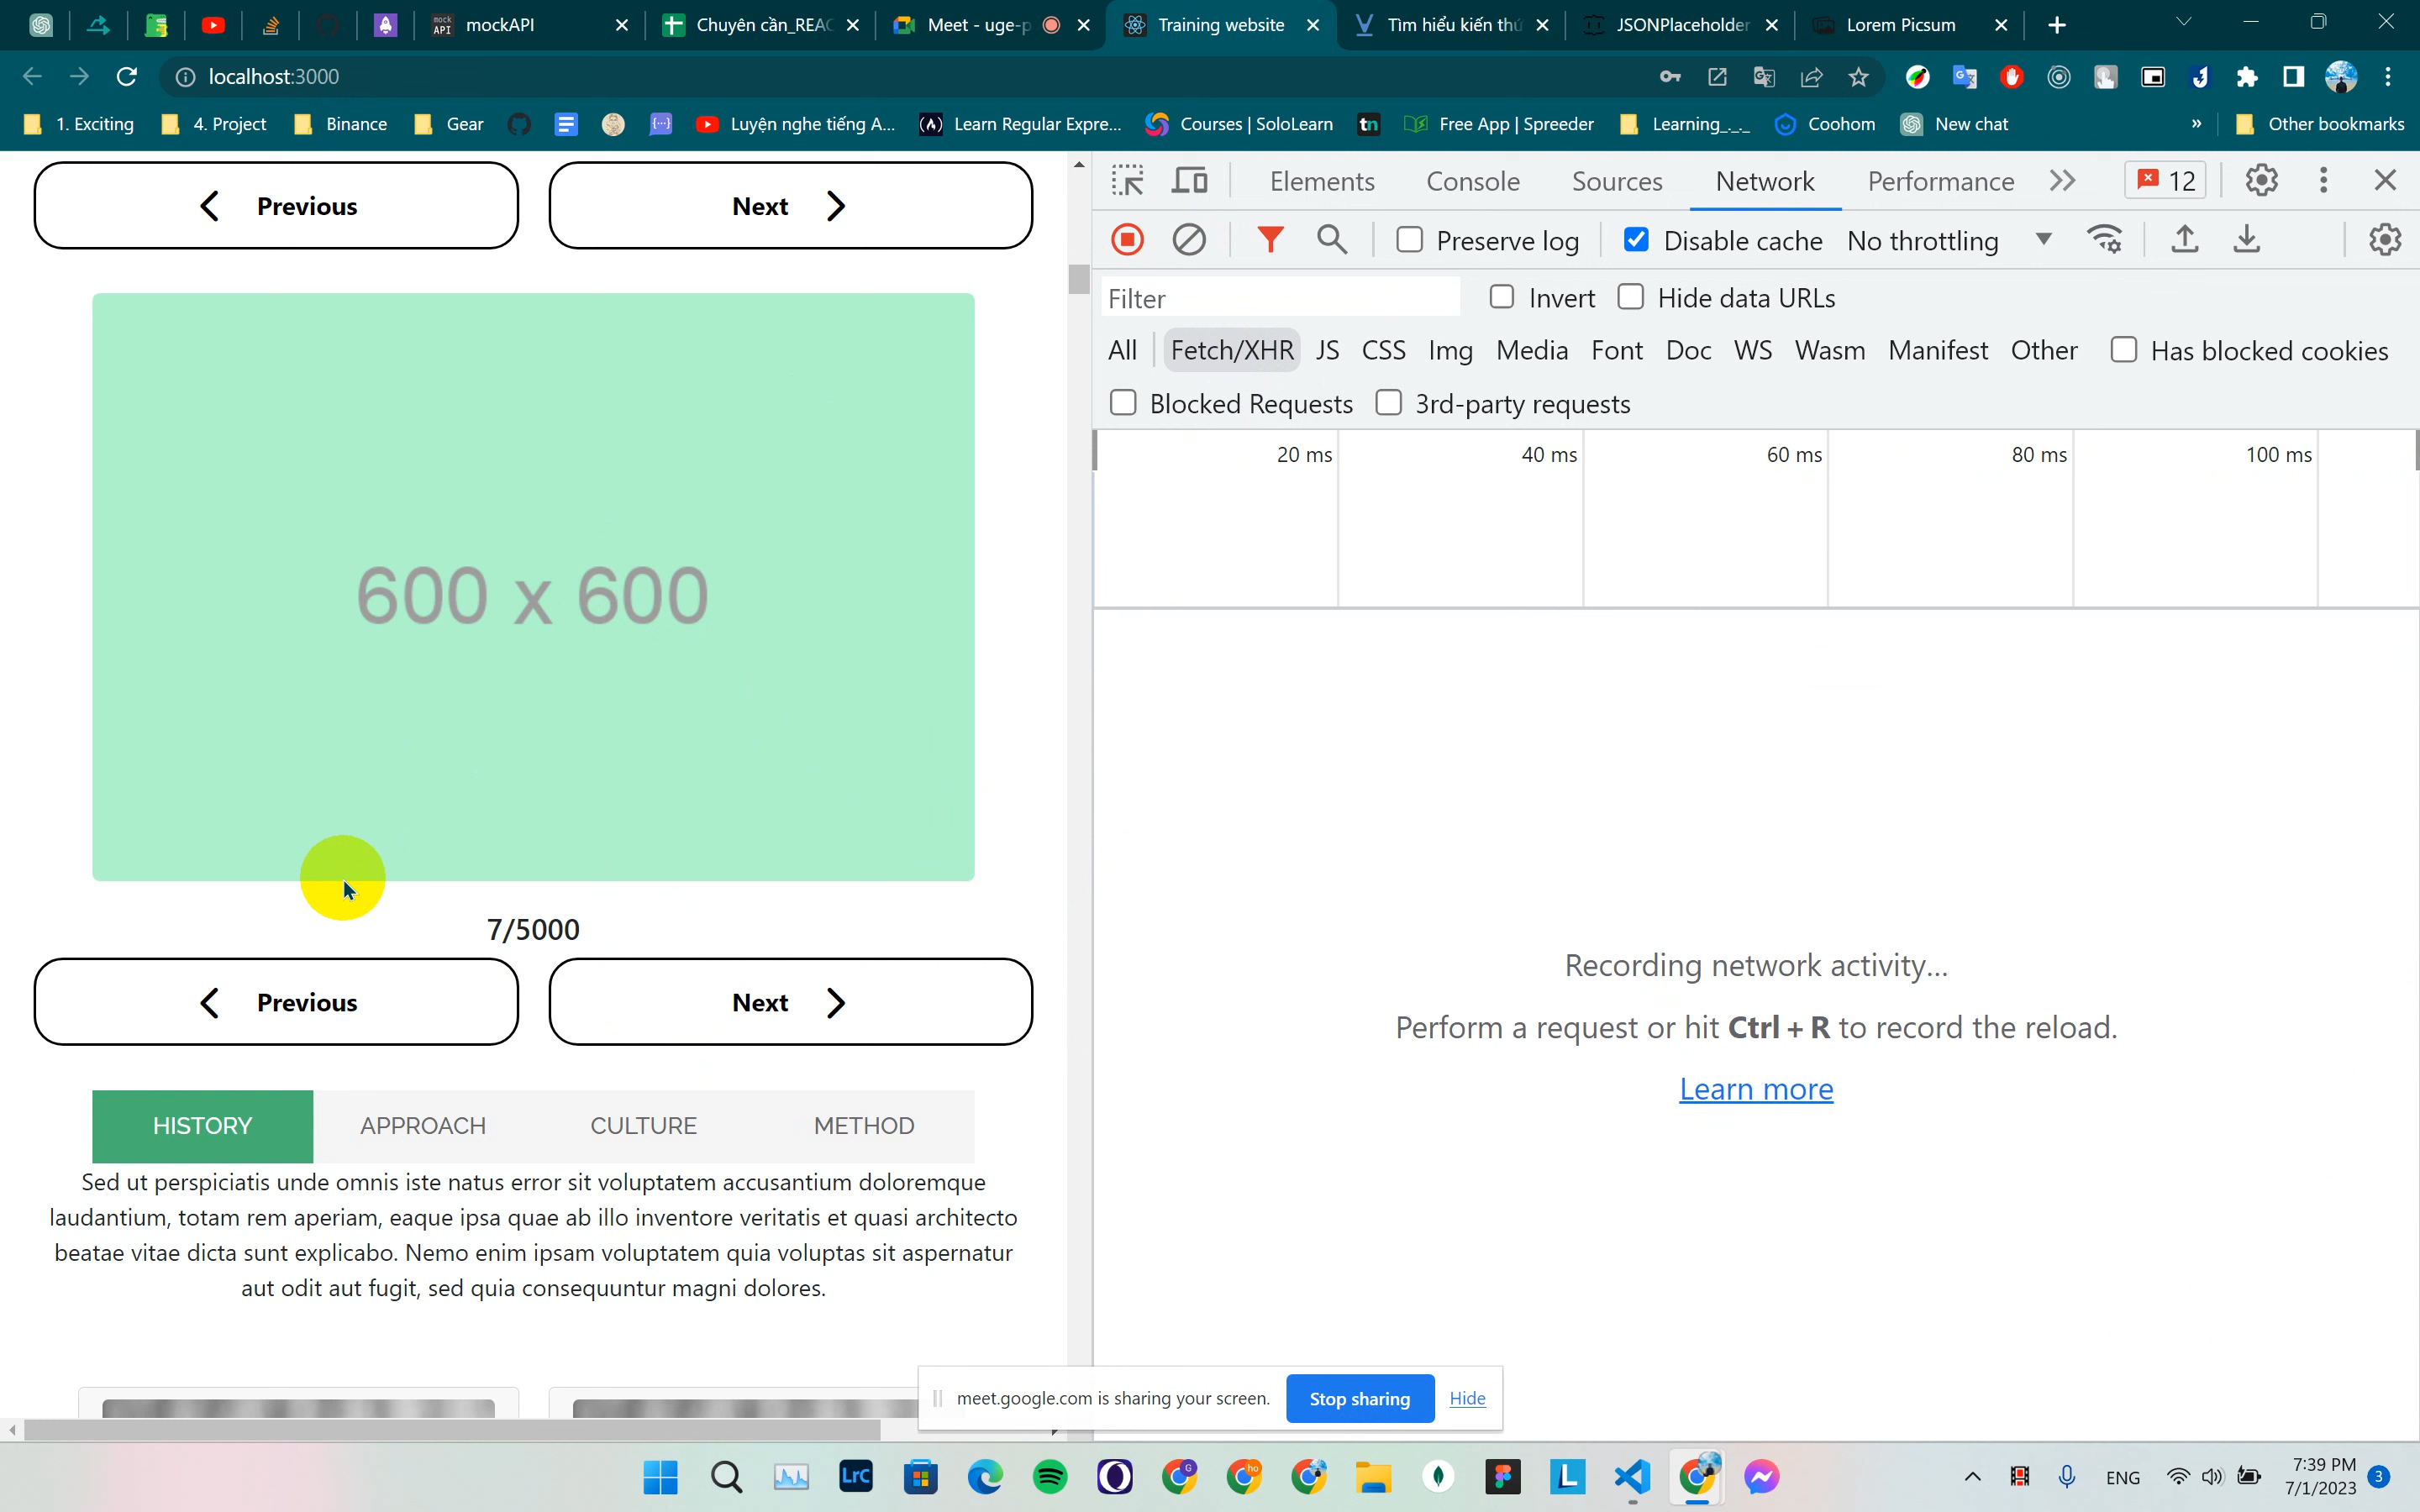 mock API mockAPI
Chuyên cần_REAC
Meet - uge-p
Training website
Tìm hiểu kiến thứ
JSONPlaceholder
Lorem Picsum
localhost:3000
1. Exciting
4. Project
Binance
Gear
Luyện nghe tiếng A...
Learn Regular Expre...
Courses | SoloLearn
tn
Free App | Spreeder
Learning_._._
Coohom
New chat
»
Other bookmarks
Previous
Next
600 x 600
7/5000
Previous
Next
HISTORY
APPROACH
CULTURE
METHOD
Sed ut perspiciatis unde omnis iste natus error sit voluptatem accusantium doloremque
laudantium, totam rem aperiam, eaque ipsa quae ab illo inventore veritatis et quasi architecto
beatae vitae dicta sunt explicabo. Nemo enim ipsam voluptatem quia voluptas sit aspernatur
aut odit aut fugit, sed quia consequuntur magni dolores.
Elements
Console
Sources
Network
Performance
12
Preserve log
Disable cache
No throttling
Filter
Invert
Hide data URLs
All
Fetch/XHR
JS
CSS
Img
Media
Font
Doc
WS
Wasm
Manifest
Other
Has blocked cookies
Blocked Requests
3rd-party requests
20 ms
40 ms
60 ms
80 ms
100 ms
Recording network activity...
Perform a request or hit Ctrl + R to record the reload.
Learn more
meet.google.com is sharing your screen.
Stop sharing
Hide
LrC
G
ho
L
ENG
7:39 PM
7/1/2023
3